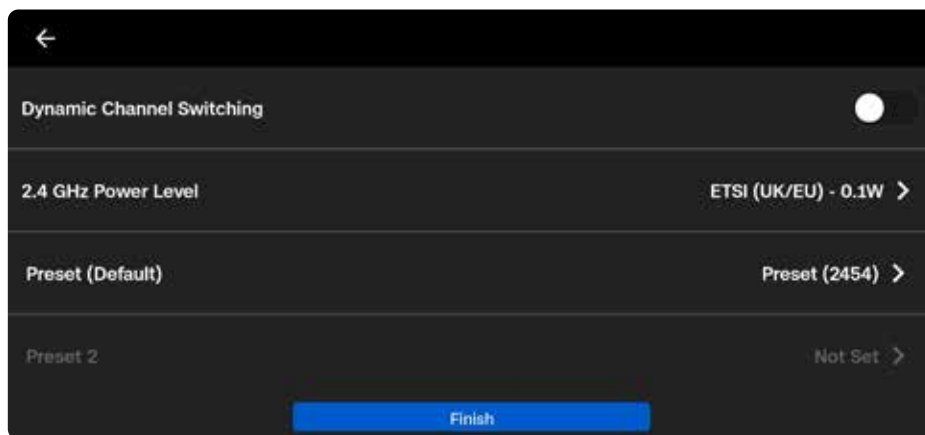 Dynamic Channel Switching
2.4 GHz Power Level ETSI (UK/EU) - 0.1W
Preset (Default) Preset (2454)
Preset 2 Not Set
Finish